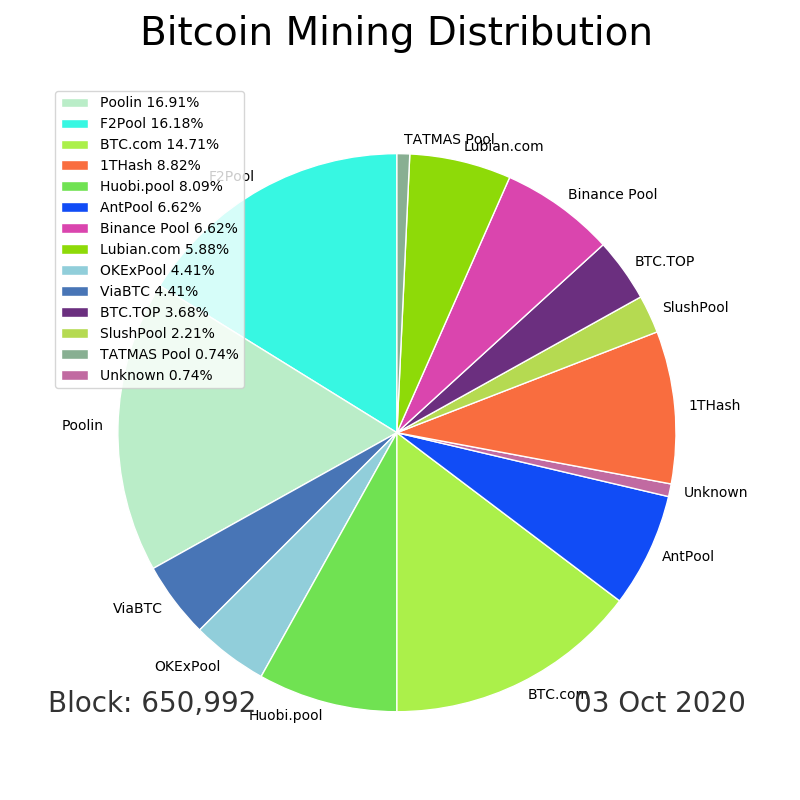 Bitcoin Mining Distribution
Poolin 16.91%
F2Pool 16.18%
BTC.com 14.71%
1THash 8.82%
Huobi.pool 8.09%
AntPool 6.62%
Binance Pool 6.62%
Lubian.com 5.88%
OKExPool 4.41%
ViaBTC 4.41%
BTC.TOP 3.68%
SlushPool 2.21%
TATMAS Pool 0.74%
Unknown 0.74%
TATMAS Pool
Lubian.com
F2Pool
Binance Pool
BTC.TOP
SlushPool
1THash
Poolin
Unknown
AntPool
ViaBTC
OKExPool
BTC.com
Huobi.pool
Block: 650,992
03 Oct 2020